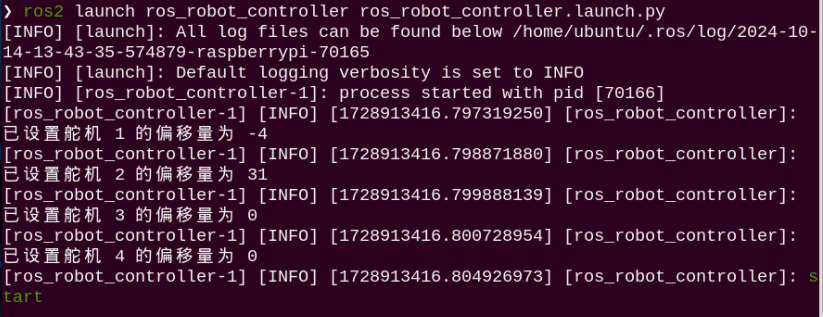 ❯ ros2 launch ros_robot_controller ros_robot_controller.launch.py
[INFO] [launch]: All log files can be found below /home/ubuntu/.ros/log/2024-10-
14-13-43-35-574879-raspberrypi-70165
[INFO] [launch]: Default logging verbosity is set to INFO
[INFO] [ros_robot_controller-1]: process started with pid [70166]
[ros_robot_controller-1] [INFO] [1728913416.797319250] [ros_robot_controller]:
已设置舵机 1 的偏移量为 -4
[ros_robot_controller-1] [INFO] [1728913416.798871880] [ros_robot_controller]:
已设置舵机 2 的偏移量为 31
[ros_robot_controller-1] [INFO] [1728913416.799888139] [ros_robot_controller]:
已设置舵机 3 的偏移量为 0
[ros_robot_controller-1] [INFO] [1728913416.800728954] [ros_robot_controller]:
已设置舵机 4 的偏移量为 0
[ros_robot_controller-1] [INFO] [1728913416.804926973] [ros_robot_controller]: s
tart